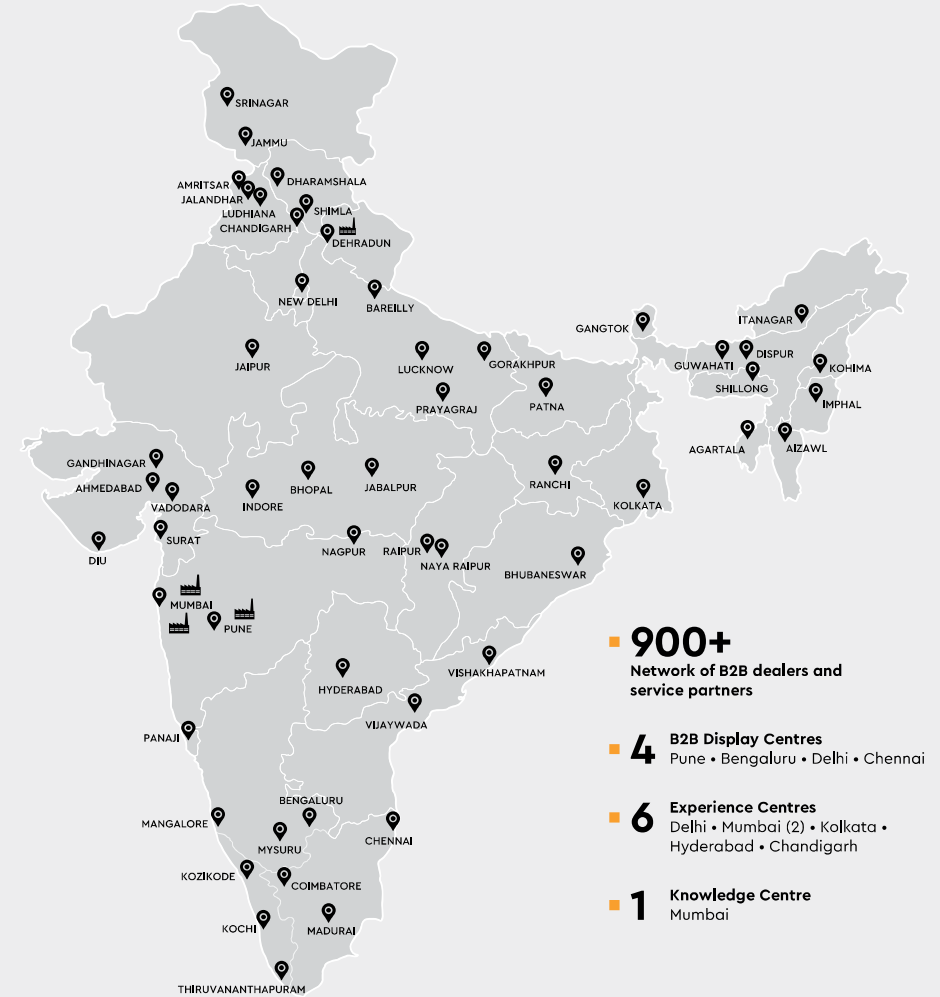 SRINAGAR
JAMMU
AMRITSAR
DHARAMSHALA
JALANDHAR
LUDHIANA
SHIMLA
CHANDIGARH
DEHRADUN
NEW DELHI
BAREILLY
GANGTOK
ITANAGAR
JAIPUR
LUCKNOW
GORAKHPUR
GUWAHATI
DISPUR
KOHIMA
SHILLONG
PRAYAGRAJ
PATNA
IMPHAL
AGARTALA
AIZAWL
GANDHINAGAR
AHMEDABAD
VADODARA
INDORE
BHOPAL
JABALPUR
RANCHI
KOLKATA
SURAT
DIU
NAGPUR
RAIPUR
NAYA RAIPUR
BHUBANESWAR
MUMBAI
PUNE
HYDERABAD
VISHAKHAPATNAM
VIJAYWADA
PANAJI
BENGALURU
MANGALORE
MYSURU
CHENNAI
KOZIKODE
COIMBATORE
KOCHI
MADURAI
THIRUVANANTHAPURAM
900+
Network of B2B dealers and
service partners
4 B2B Display Centres
Pune • Bengaluru • Delhi • Chennai
6 Experience Centres
Delhi • Mumbai (2) • Kolkata •
Hyderabad • Chandigarh
1 Knowledge Centre
Mumbai